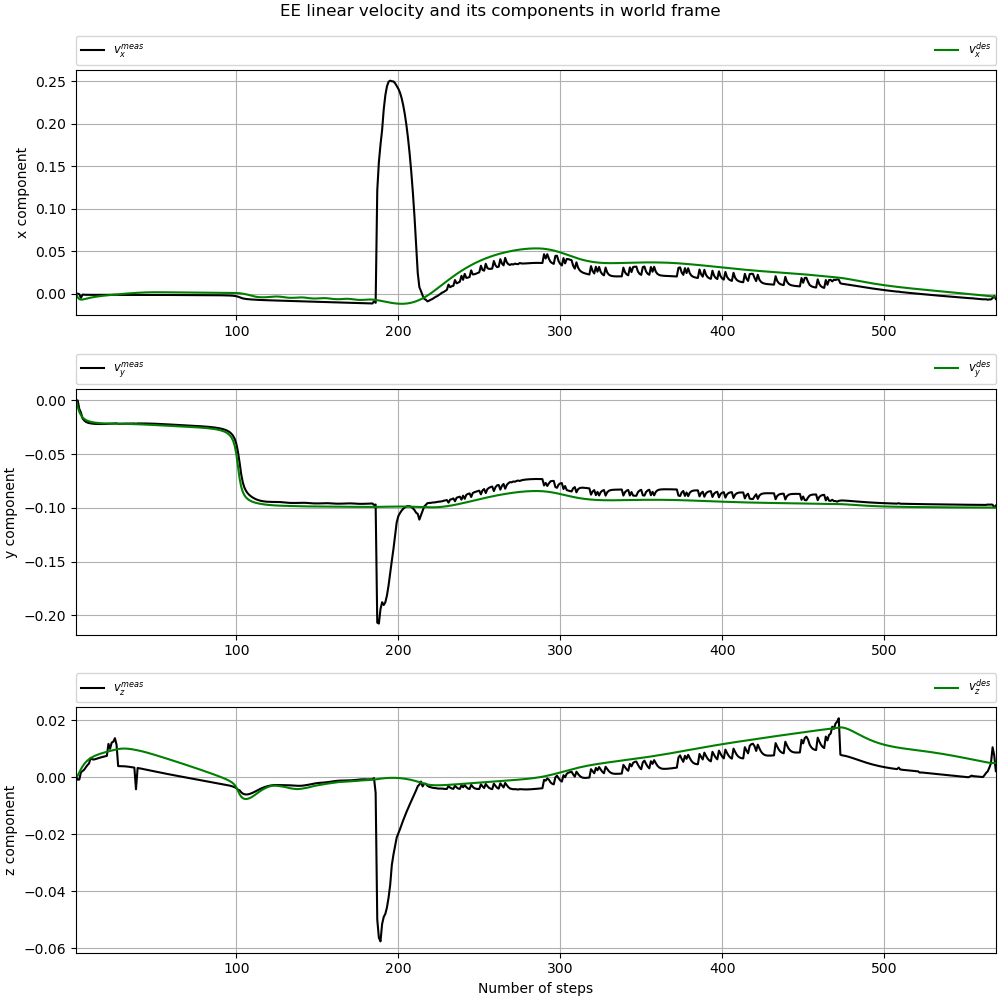 EE linear velocity and its components in world frame
v_x^meas v_x^des
0.25
0.20
0.15
0.10
0.05
0.00
x component
100 200 300 400 500
v_y^meas v_y^des
0.00
−0.05
−0.10
−0.15
−0.20
y component
100 200 300 400 500
v_z^meas v_z^des
0.02
0.00
−0.02
−0.04
−0.06
z component
100 200 300 400 500
Number of steps